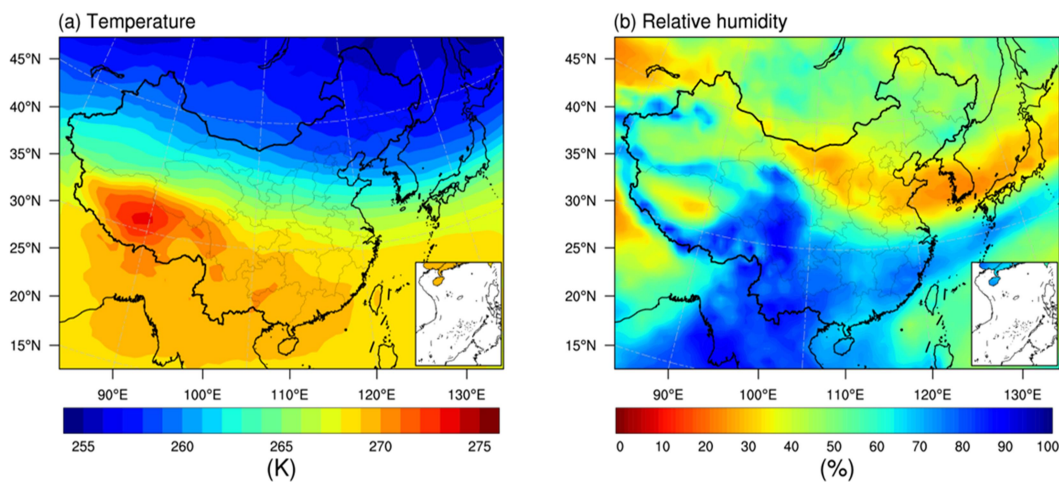 (a) Temperature
45°N
40°N
35°N
30°N
25°N
20°N
15°N
90°E 100°E 110°E 120°E 130°E
255 260 265 270 275
(K)
(b) Relative humidity
45°N
40°N
35°N
30°N
25°N
20°N
15°N
90°E 100°E 110°E 120°E 130°E
0 10 20 30 40 50 60 70 80 90 100
(%)